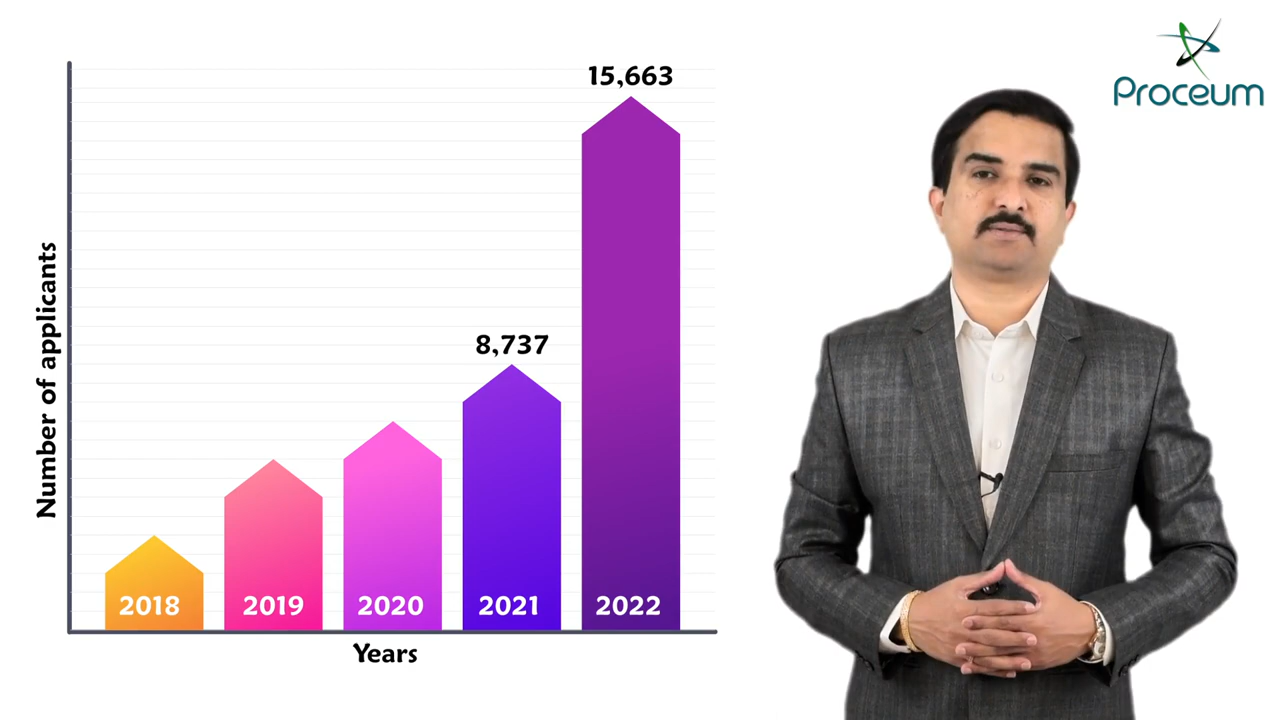 15,663
Proceum
8,737
Number of applicants
2018
2019
2020
2021
2022
Years